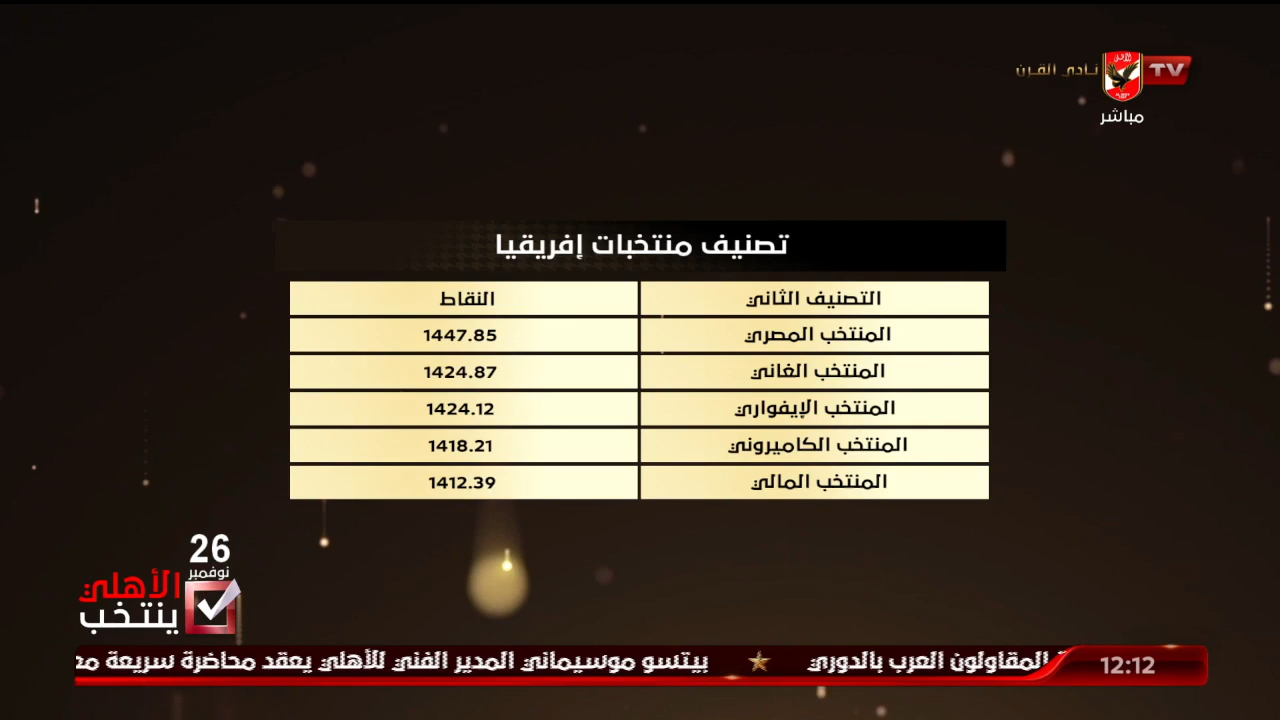 نادي القرن TV
مباشر
تصنيف منتخبات إفريقيا
التصنيف الثاني النقاط
المنتخب المصري 1447.85
المنتخب الغاني 1424.87
المنتخب الإيفواري 1424.12
المنتخب الكاميروني 1418.21
المنتخب المالي 1412.39
26
نوفمبر
الأهلي
ينتخب
12:12 المقاولون العرب بالدوري بيتسو موسيماني المدير الفني للأهلي يعقد محاضرة سريعة